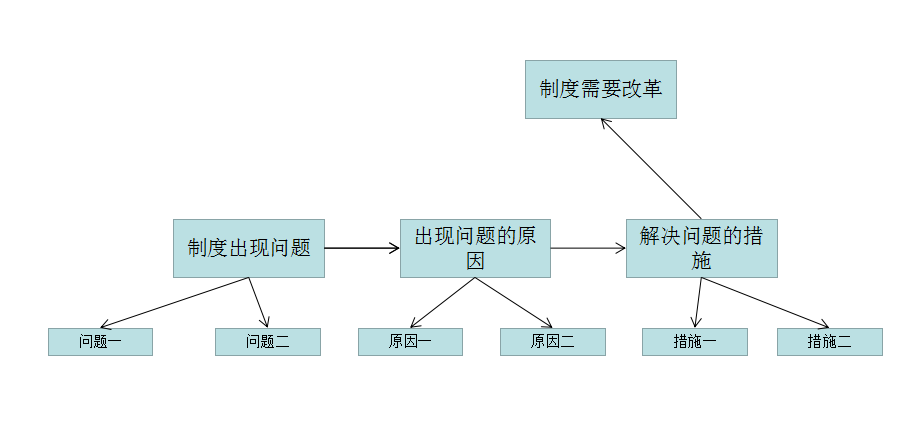 制度需要改革
制度出现问题
出现问题的原
因
解决问题的措
施
问题一
问题二
原因一
原因二
措施一
措施二